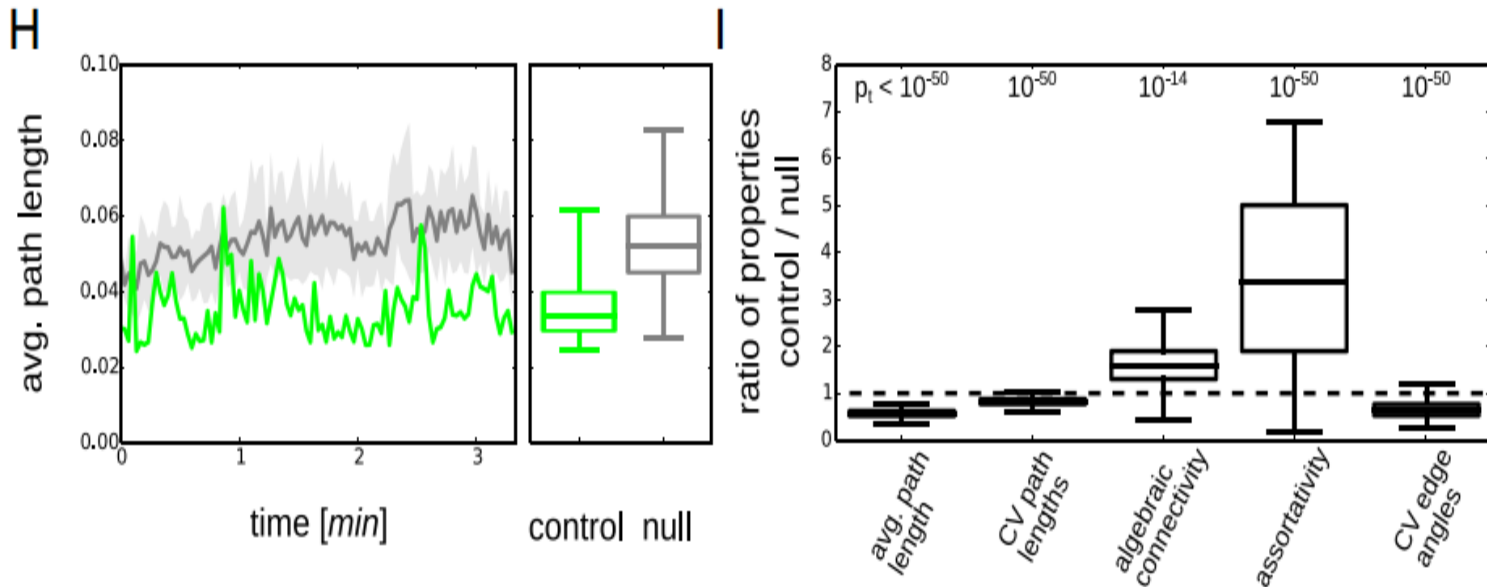 H
avg. path length
0.10
0.08
0.06
0.04
0.02
0.00
0 1 2 3
time [min]
control null
I
ratio of properties
control / null
8
7
6
5
4
3
2
1
0
pt < 10-50 10-50 10-14 10-50 10-50
avg. path
length
CV path
lengths
algebraic
connectivity
assortativity
CV edge
angles